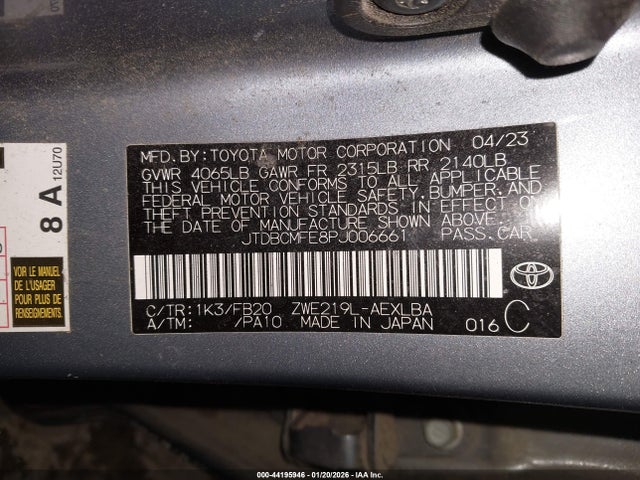 MFD.BY:TOYOTA MOTOR CORPORATION 04/23
GVWR 4065LB GAWR FR 2315LB RR 2140LB
THIS VEHICLE CONFORMS TO ALL APPLICABLE
FEDERAL MOTOR VEHICLE SAFETY, BUMPER, AND
THEFT PREVENTION STANDARDS IN EFFECT ON
THE DATE OF MANUFACTURE SHOWN ABOVE.
JTDBCMFE8PJ006661 PASS.CAR
C/TR:1K3/FB20 ZWE219L-AEXLBA
A/TM: /PA10 MADE IN JAPAN 016 C
8 A 12U70
VOIR LE MANUEL
POUR PLUS DE
RENSEIGNEMENTS
000-44195946 - 01/20/2026 - IAA Inc.